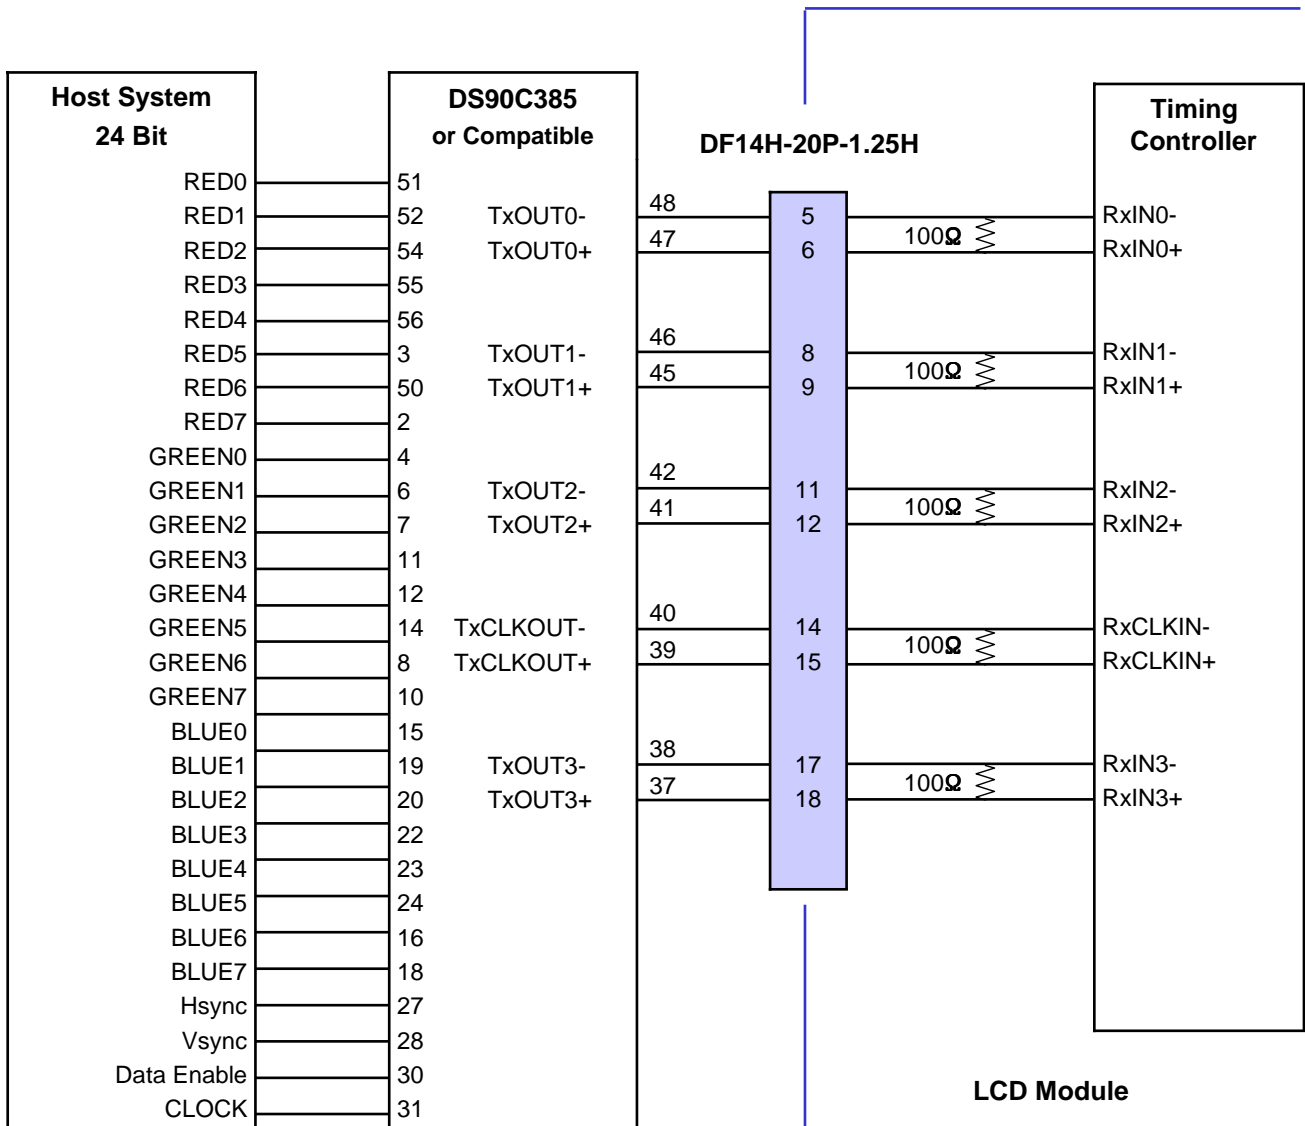 Host System
24 Bit
RED0
RED1
RED2
RED3
RED4
RED5
RED6
RED7
GREEN0
GREEN1
GREEN2
GREEN3
GREEN4
GREEN5
GREEN6
GREEN7
BLUE0
BLUE1
BLUE2
BLUE3
BLUE4
BLUE5
BLUE6
BLUE7
Hsync
Vsync
Data Enable
CLOCK
DS90C385
or Compatible
51
52
54
55
56
3
50
2
4
6
7
11
12
14
8
10
15
19
20
22
23
24
16
18
27
28
30
31
TxOUT0-
TxOUT0+
TxOUT1-
TxOUT1+
TxOUT2-
TxOUT2+
TxCLKOUT-
TxCLKOUT+
TxOUT3-
TxOUT3+
48
47
46
45
42
41
40
39
38
37
DF14H-20P-1.25H
5
6
8
9
11
12
14
15
17
18
100Ω
100Ω
100Ω
100Ω
100Ω
Timing
Controller
RxIN0-
RxIN0+
RxIN1-
RxIN1+
RxIN2-
RxIN2+
RxCLKIN-
RxCLKIN+
RxIN3-
RxIN3+
LCD Module